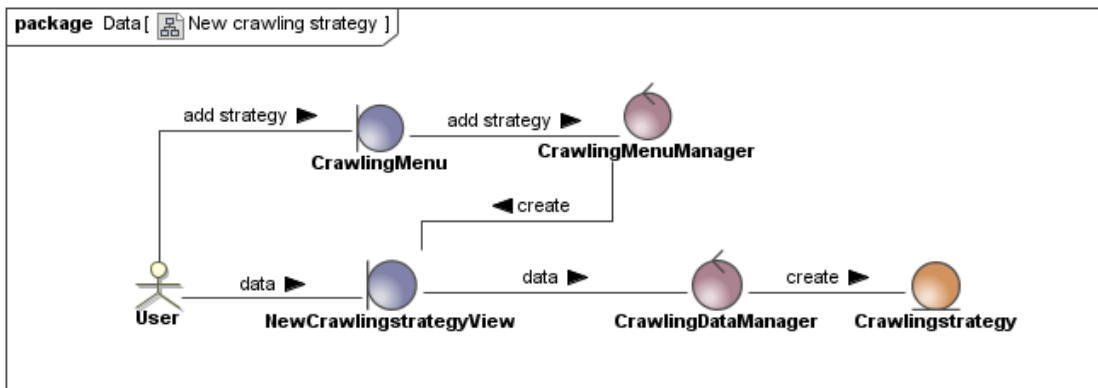 package Data[ New crawling strategy ]
add strategy
add strategy
CrawlingMenu
CrawlingMenuManager
create
data
data
create
User
NewCrawlingstrategyView
CrawlingDataManager
Crawlingstrategy